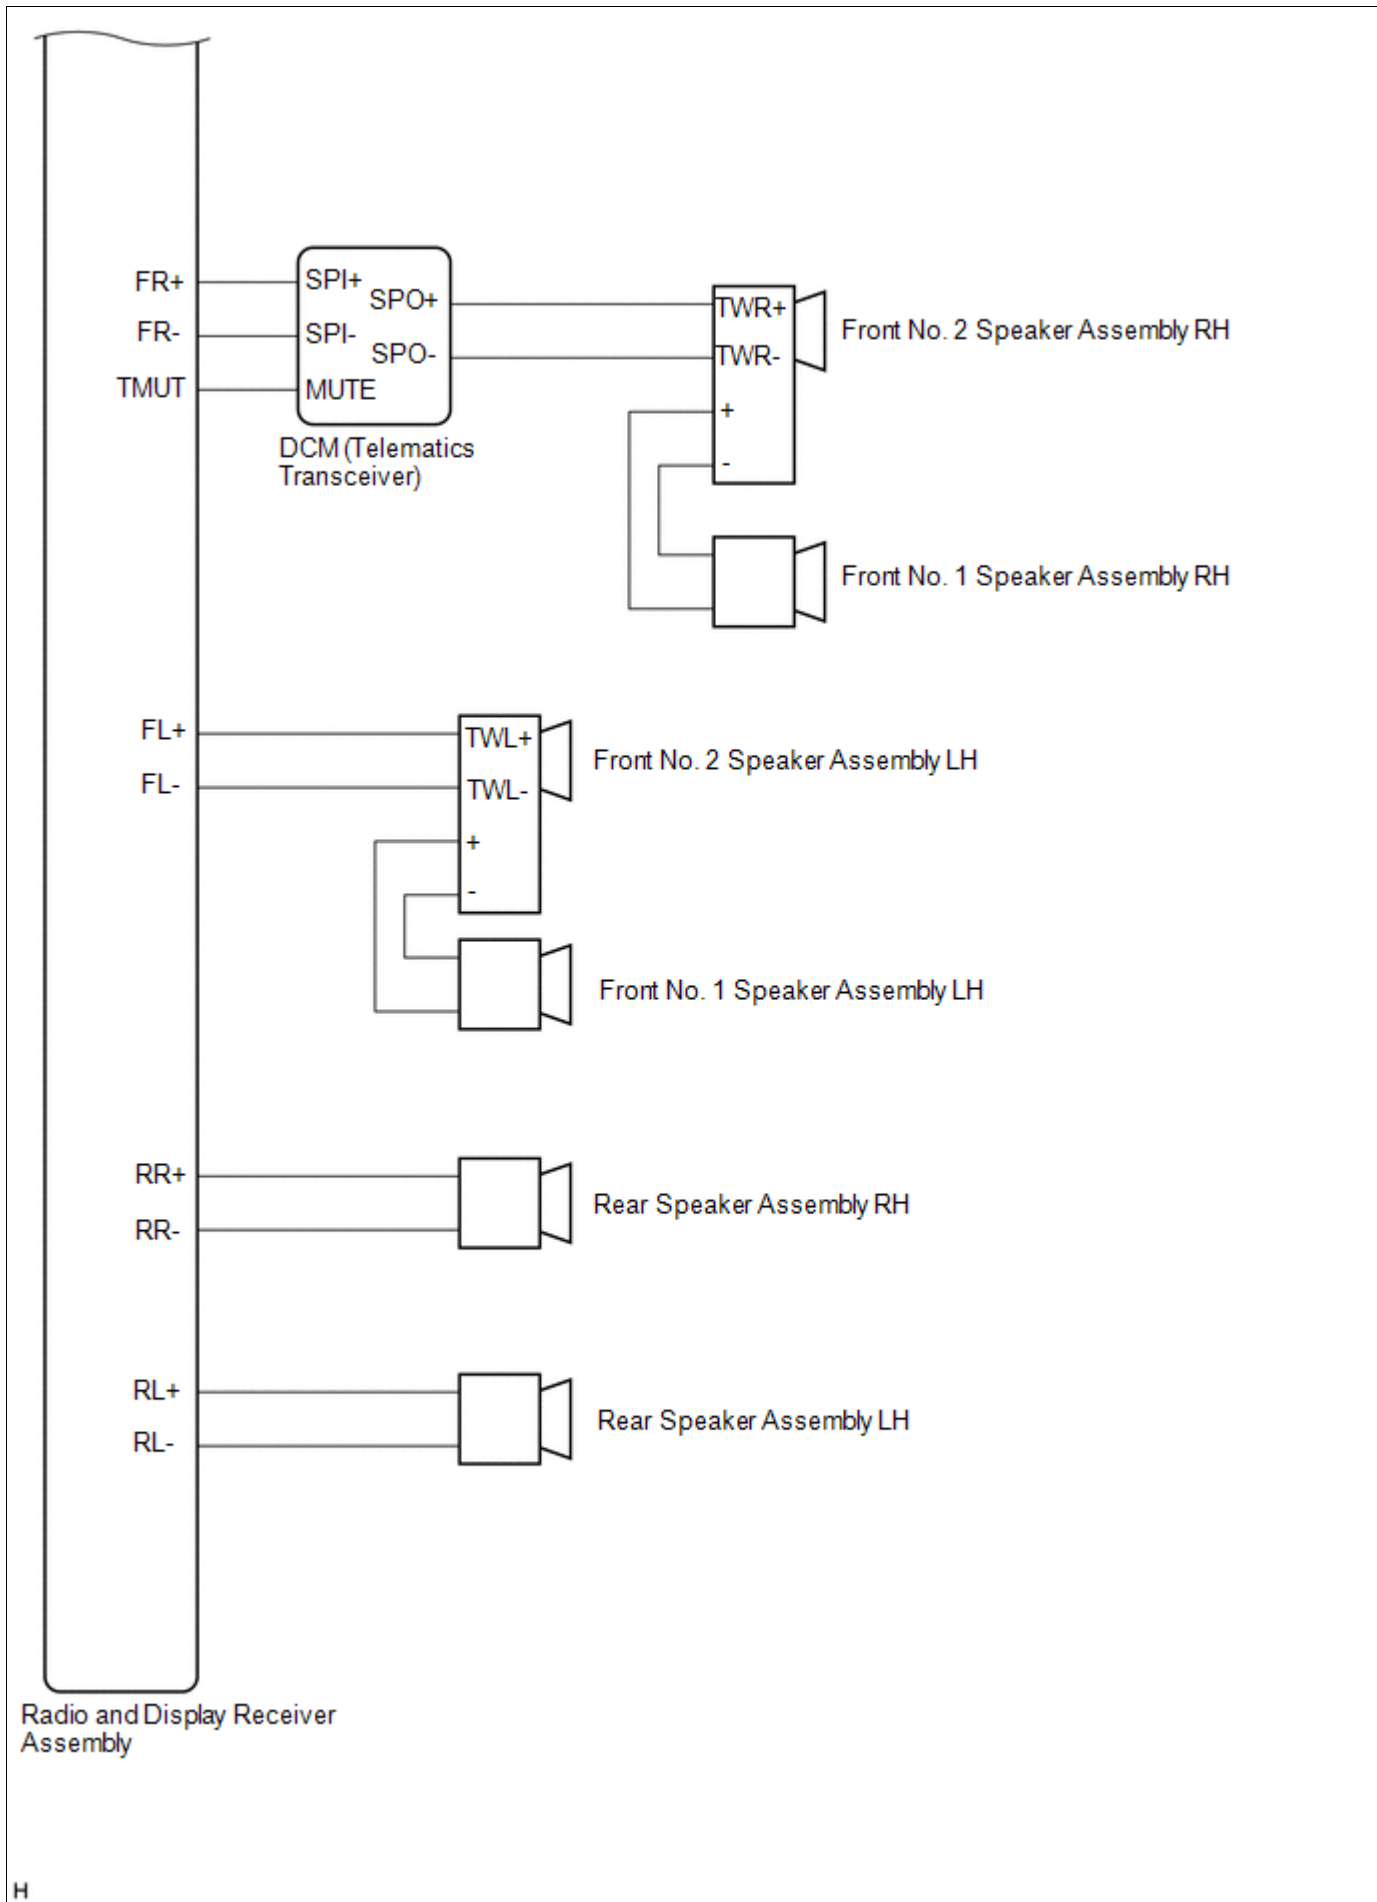 FR+
FR-
TMUT
SPI+
SPO+
SPI-
SPO-
MUTE
DCM (Telematics
Transceiver)
TWR+
TWR-
+
-
Front No. 2 Speaker Assembly RH
Front No. 1 Speaker Assembly RH
FL+
FL-
TWL+
TWL-
+
-
Front No. 2 Speaker Assembly LH
Front No. 1 Speaker Assembly LH
RR+
RR-
Rear Speaker Assembly RH
RL+
RL-
Rear Speaker Assembly LH
Radio and Display Receiver
Assembly
H